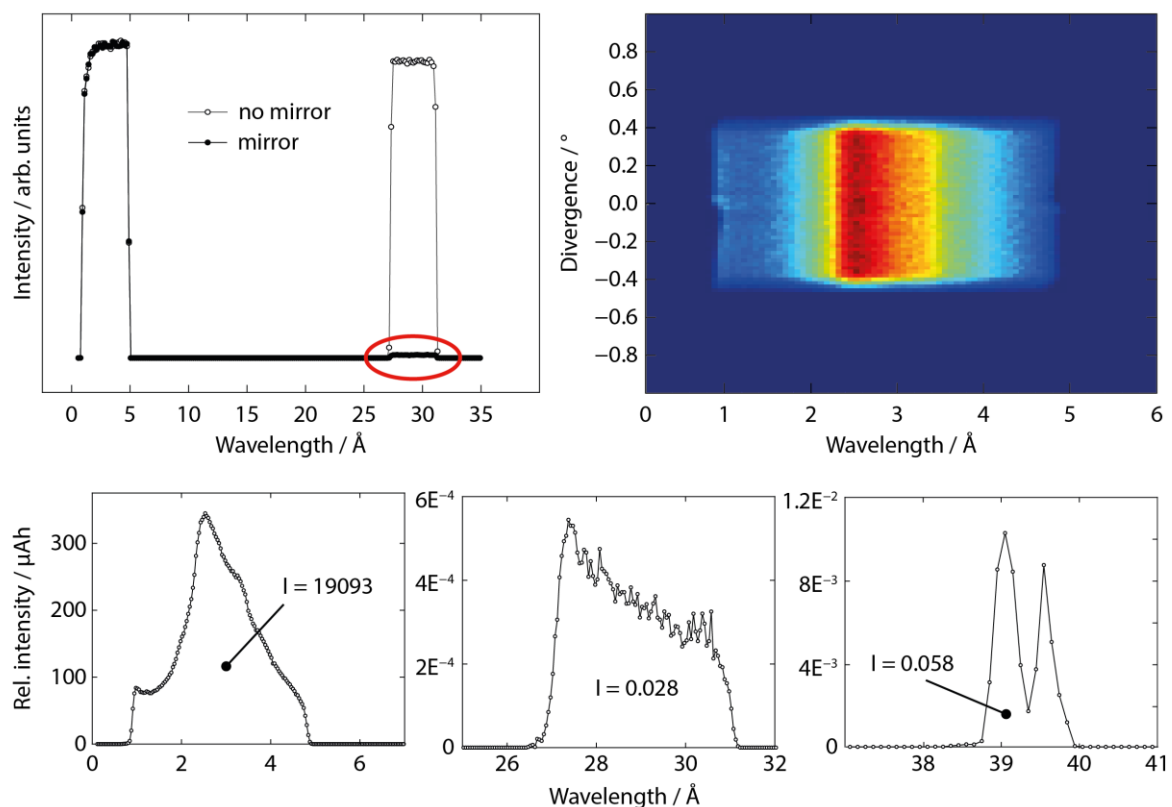 Intensity / arb. units
no mirror
mirror
0 5 10 15 20 25 30 35
Wavelength / Å
Divergence / °
0.8
0.6
0.4
0.2
0.0
−0.2
−0.4
−0.6
−0.8
0 1 2 3 4 5 6
Wavelength / Å
Rel. intensity / µAh
300
200
100
0
I = 19093
0 2 4 6
6E⁻⁴
4E⁻⁴
2E⁻⁴
0
I = 0.028
26 28 30 32
Wavelength / Å
1.2E⁻²
8E⁻³
4E⁻³
0
I = 0.058
38 39 40 41